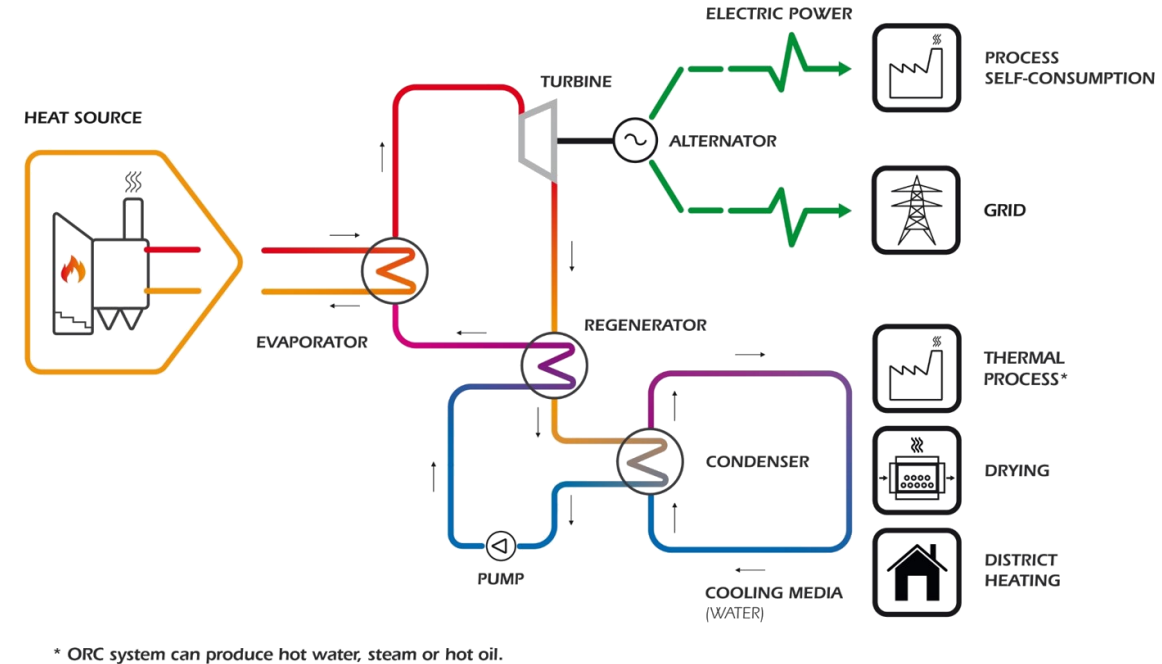 ELECTRIC POWER
PROCESS
SELF-CONSUMPTION
TURBINE
HEAT SOURCE
ALTERNATOR
GRID
REGENERATOR
EVAPORATOR
THERMAL
PROCESS*
CONDENSER
DRYING
PUMP
COOLING MEDIA
(WATER)
DISTRICT
HEATING
* ORC system can produce hot water, steam or hot oil.